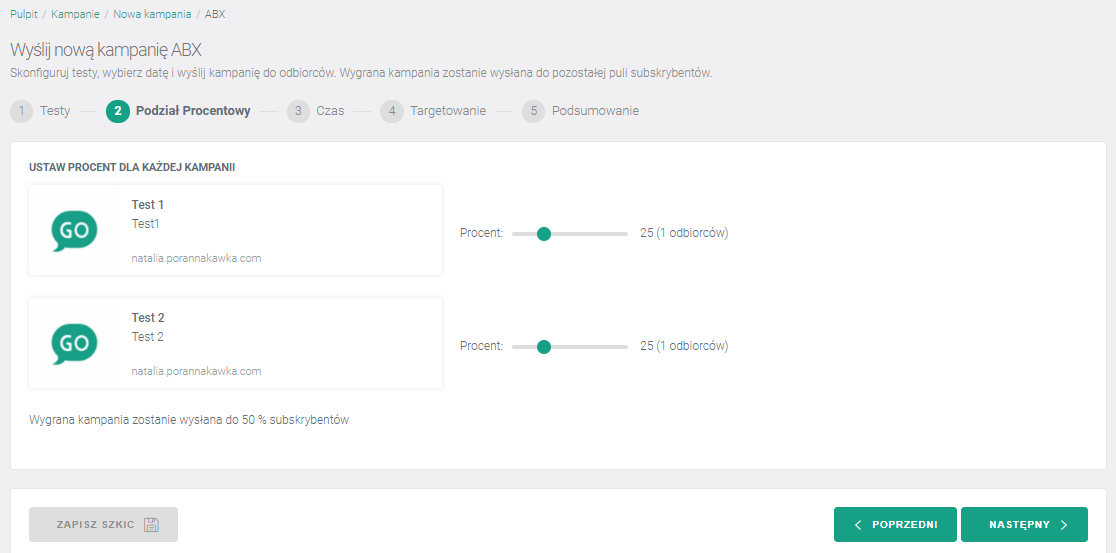 Pulpit / Kampanie / Nowa kampania / ABX
Wyślij nową kampanię ABX
Skonfiguruj testy, wybierz datę i wyślij kampanię do odbiorców. Wygrana kampania zostanie wysłana do pozostałej puli subskrybentów.
1 Testy 2 Podział Procentowy 3 Czas 4 Targetowanie 5 Podsumowanie
USTAW PROCENT DLA KAŻDEJ KAMPANII
GO
Test 1
Test1
natalia.porannakawka.com
Procent: 25 (1 odbiorców)
GO
Test 2
Test 2
natalia.porannakawka.com
Procent: 25 (1 odbiorców)
Wygrana kampania zostanie wysłana do 50 % subskrybentów
ZAPISZ SZKIC
POPRZEDNI
NASTĘPNY